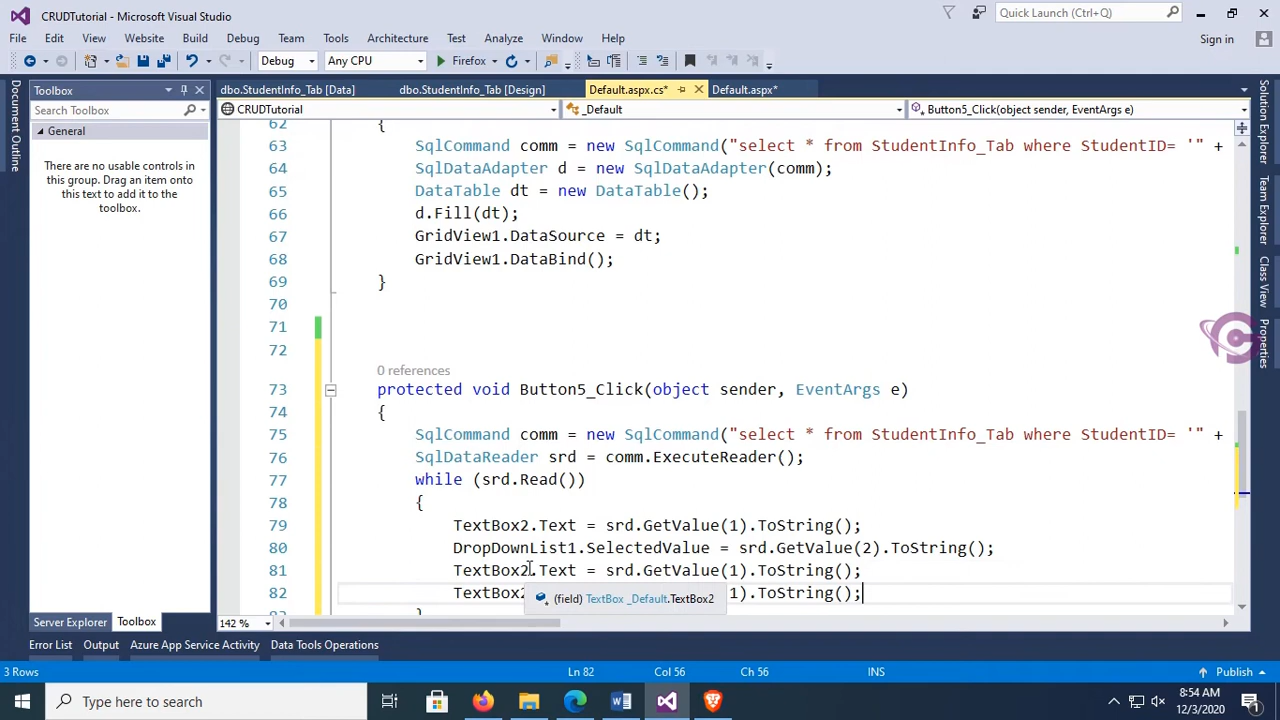 CRUDTutorial - Microsoft Visual Studio
Quick Launch (Ctrl+Q)
File Edit View Website Build Debug Team Tools Architecture Test Analyze Window Help
Sign in
Debug Any CPU Firefox
Toolbox
dbo.StudentInfo_Tab [Data] dbo.StudentInfo_Tab [Design] Default.aspx.cs* Default.aspx*
Search Toolbox
CRUDTutorial _Default Button5_Click(object sender, EventArgs e)
General
There are no usable controls in
this group. Drag an item onto
this text to add it to the
toolbox.
Document Outline
Solution Explorer
Team Explorer
Class View
Properties
62 {
63 SqlCommand comm = new SqlCommand("select * from StudentInfo_Tab where StudentID= '" +
64 SqlDataAdapter d = new SqlDataAdapter(comm);
65 DataTable dt = new DataTable();
66 d.Fill(dt);
67 GridView1.DataSource = dt;
68 GridView1.DataBind();
69 }
70
71
72
0 references
73 protected void Button5_Click(object sender, EventArgs e)
74 {
75 SqlCommand comm = new SqlCommand("select * from StudentInfo_Tab where StudentID= '" +
76 SqlDataReader srd = comm.ExecuteReader();
77 while (srd.Read())
78 {
79 TextBox2.Text = srd.GetValue(1).ToString();
80 DropDownList1.SelectedValue = srd.GetValue(2).ToString();
81 TextBox2.Text = srd.GetValue(1).ToString();
82 TextBox2 1).ToString();
(field) TextBox _Default.TextBox2
142 %
Server Explorer Toolbox
Error List Output Azure App Service Activity Data Tools Operations
3 Rows Ln 82 Col 56 Ch 56 INS Publish
Type here to search
8:54 AM
12/3/2020